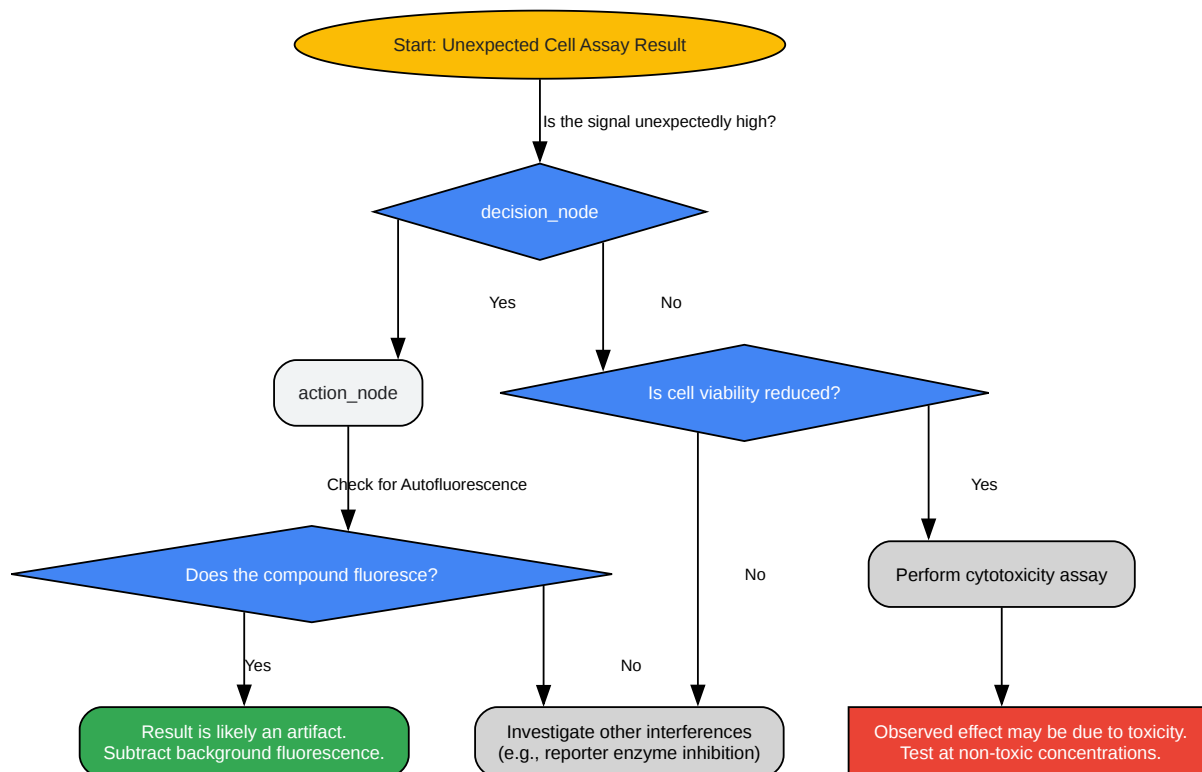 Start: Unexpected Cell Assay Result
Is the signal unexpectedly high?
decision_node
Yes
No
action_node
Is cell viability reduced?
Check for Autofluorescence
Yes
Does the compound fluoresce?
No
Perform cytotoxicity assay
Yes
No
Result is likely an artifact.
Subtract background fluorescence.
Investigate other interferences
(e.g., reporter enzyme inhibition)
Observed effect may be due to toxicity.
Test at non-toxic concentrations.